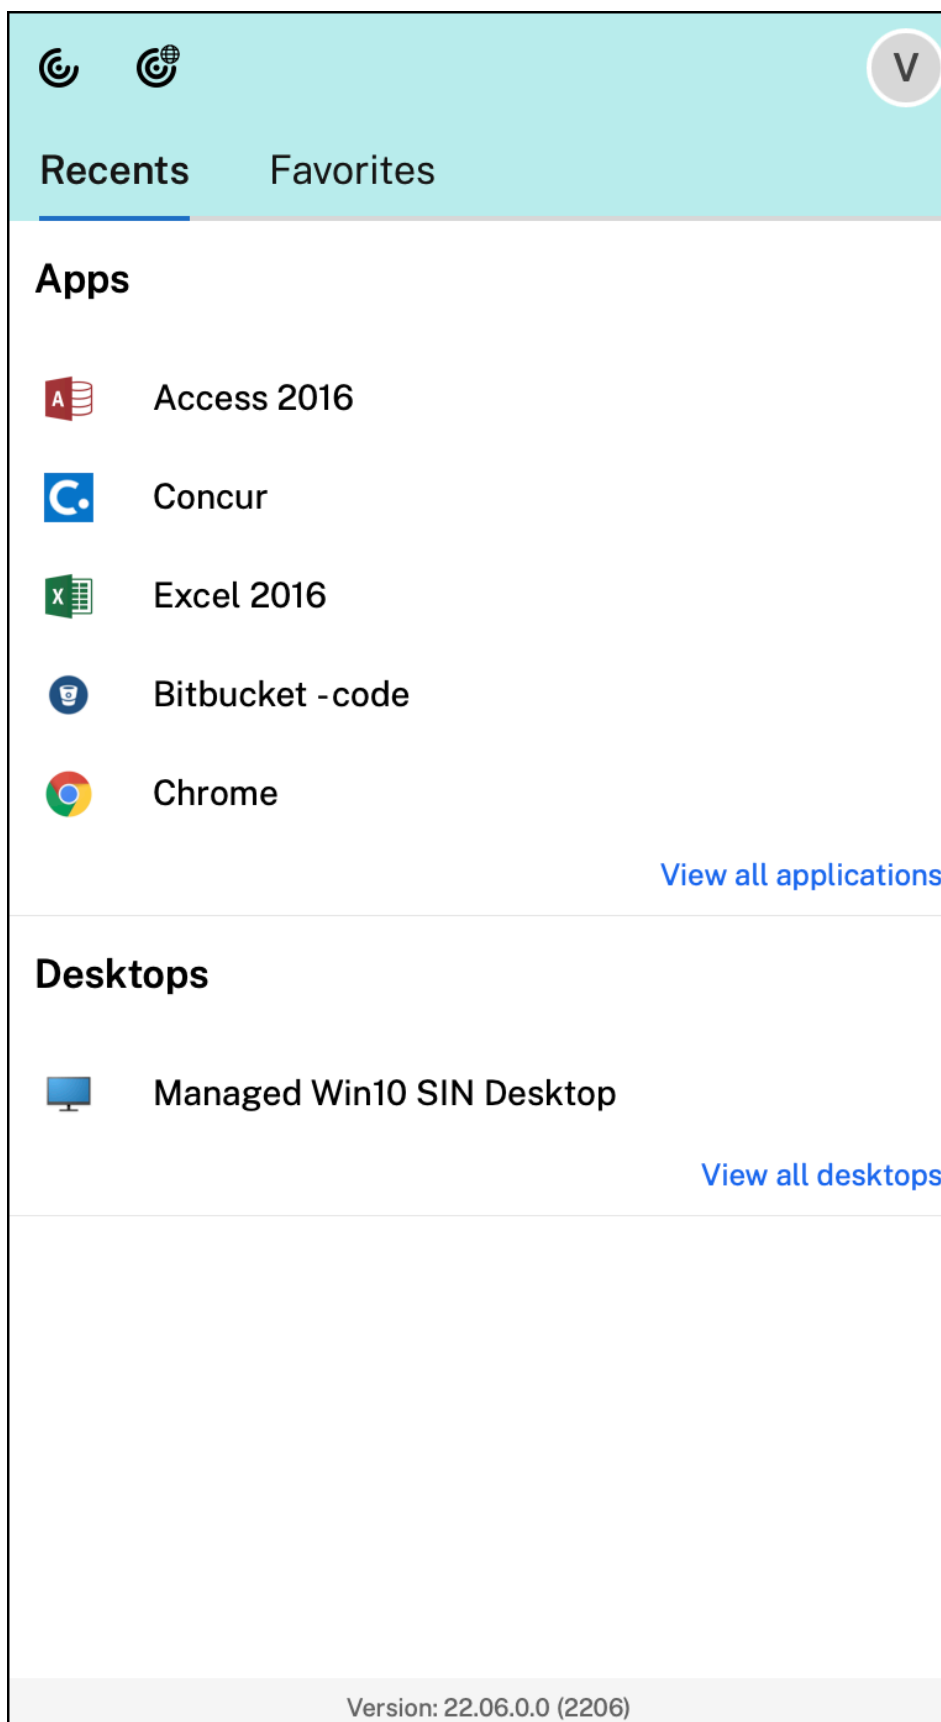 V
Recents Favorites
Apps
Access 2016
Concur
Excel 2016
Bitbucket - code
Chrome
View all applications
Desktops
Managed Win10 SIN Desktop
View all desktops
Version: 22.06.0.0 (2206)